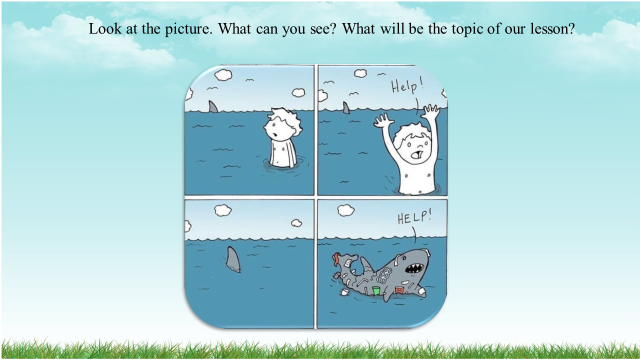 Look at the picture. What can you see? What will be the topic of our lesson?
Help!
HELP!